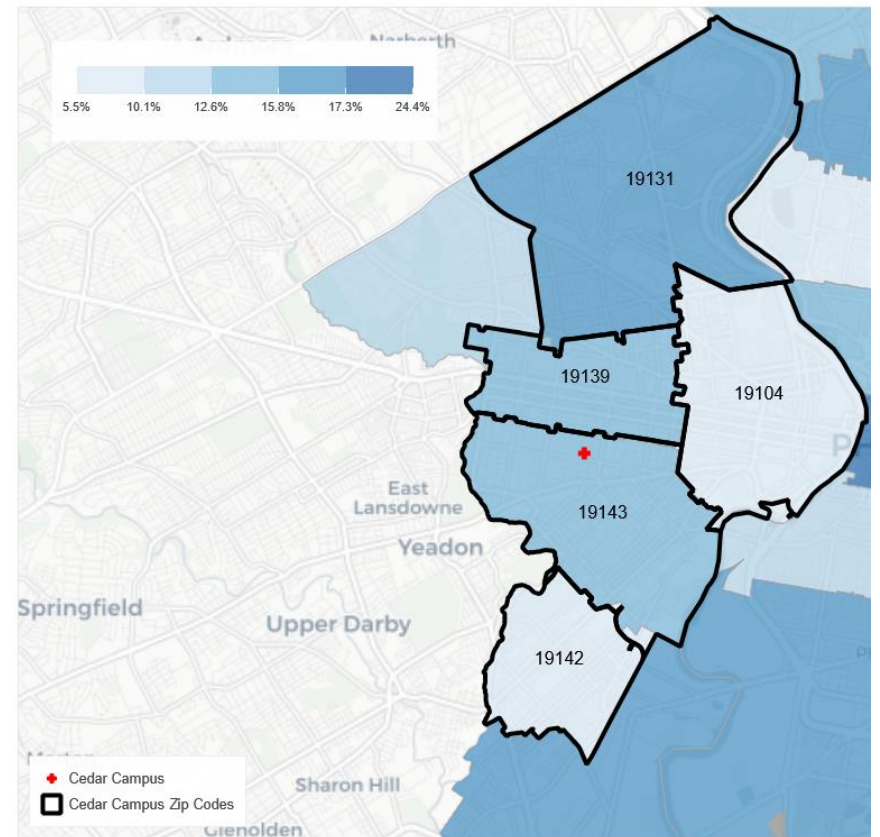 Narberth
5.5% 10.1% 12.6% 15.8% 17.3% 24.4%
19131
19139
19104
East
Lansdowne
19143
Yeadon
Springfield
Upper Darby
19142
Cedar Campus
Cedar Campus Zip Codes
Sharon Hill
Glenolden